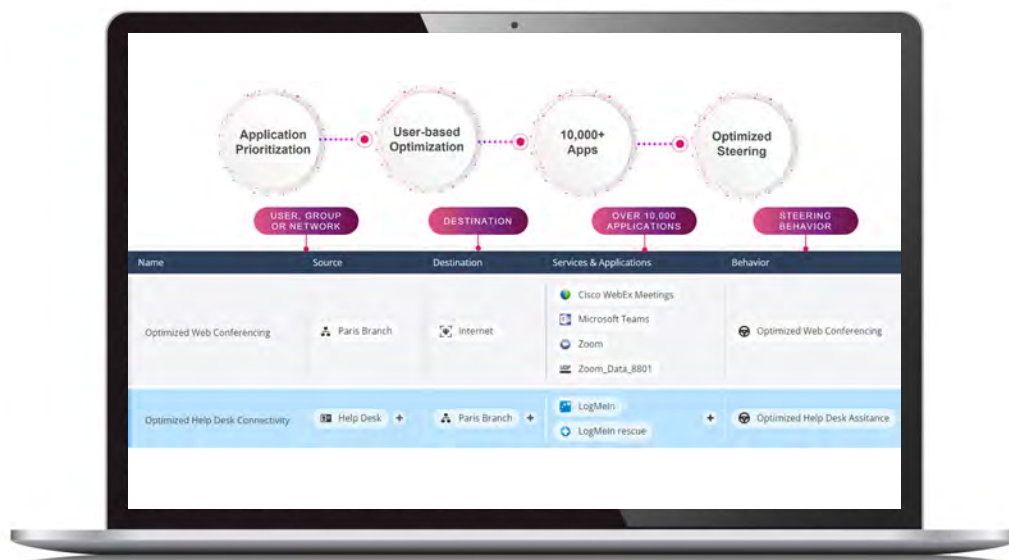 Application
Prioritization
User-based
Optimization
10,000+
Apps
Optimized
Steering
USER, GROUP
OR NETWORK
DESTINATION
OVER 10,000
APPLICATIONS
STEERING
BEHAVIOR
Name
Source
Destination
Services & Applications
Behavior
Optimized Web Conferencing
Paris Branch
Internet
Cisco WebEx Meetings
Microsoft Teams
Zoom
Zoom_Data_8801
Optimized Web Conferencing
Optimized Help Desk Connectivity
Help Desk +
Paris Branch +
LogMeIn
LogMeIn rescue
+
Optimized Help Desk Assitance